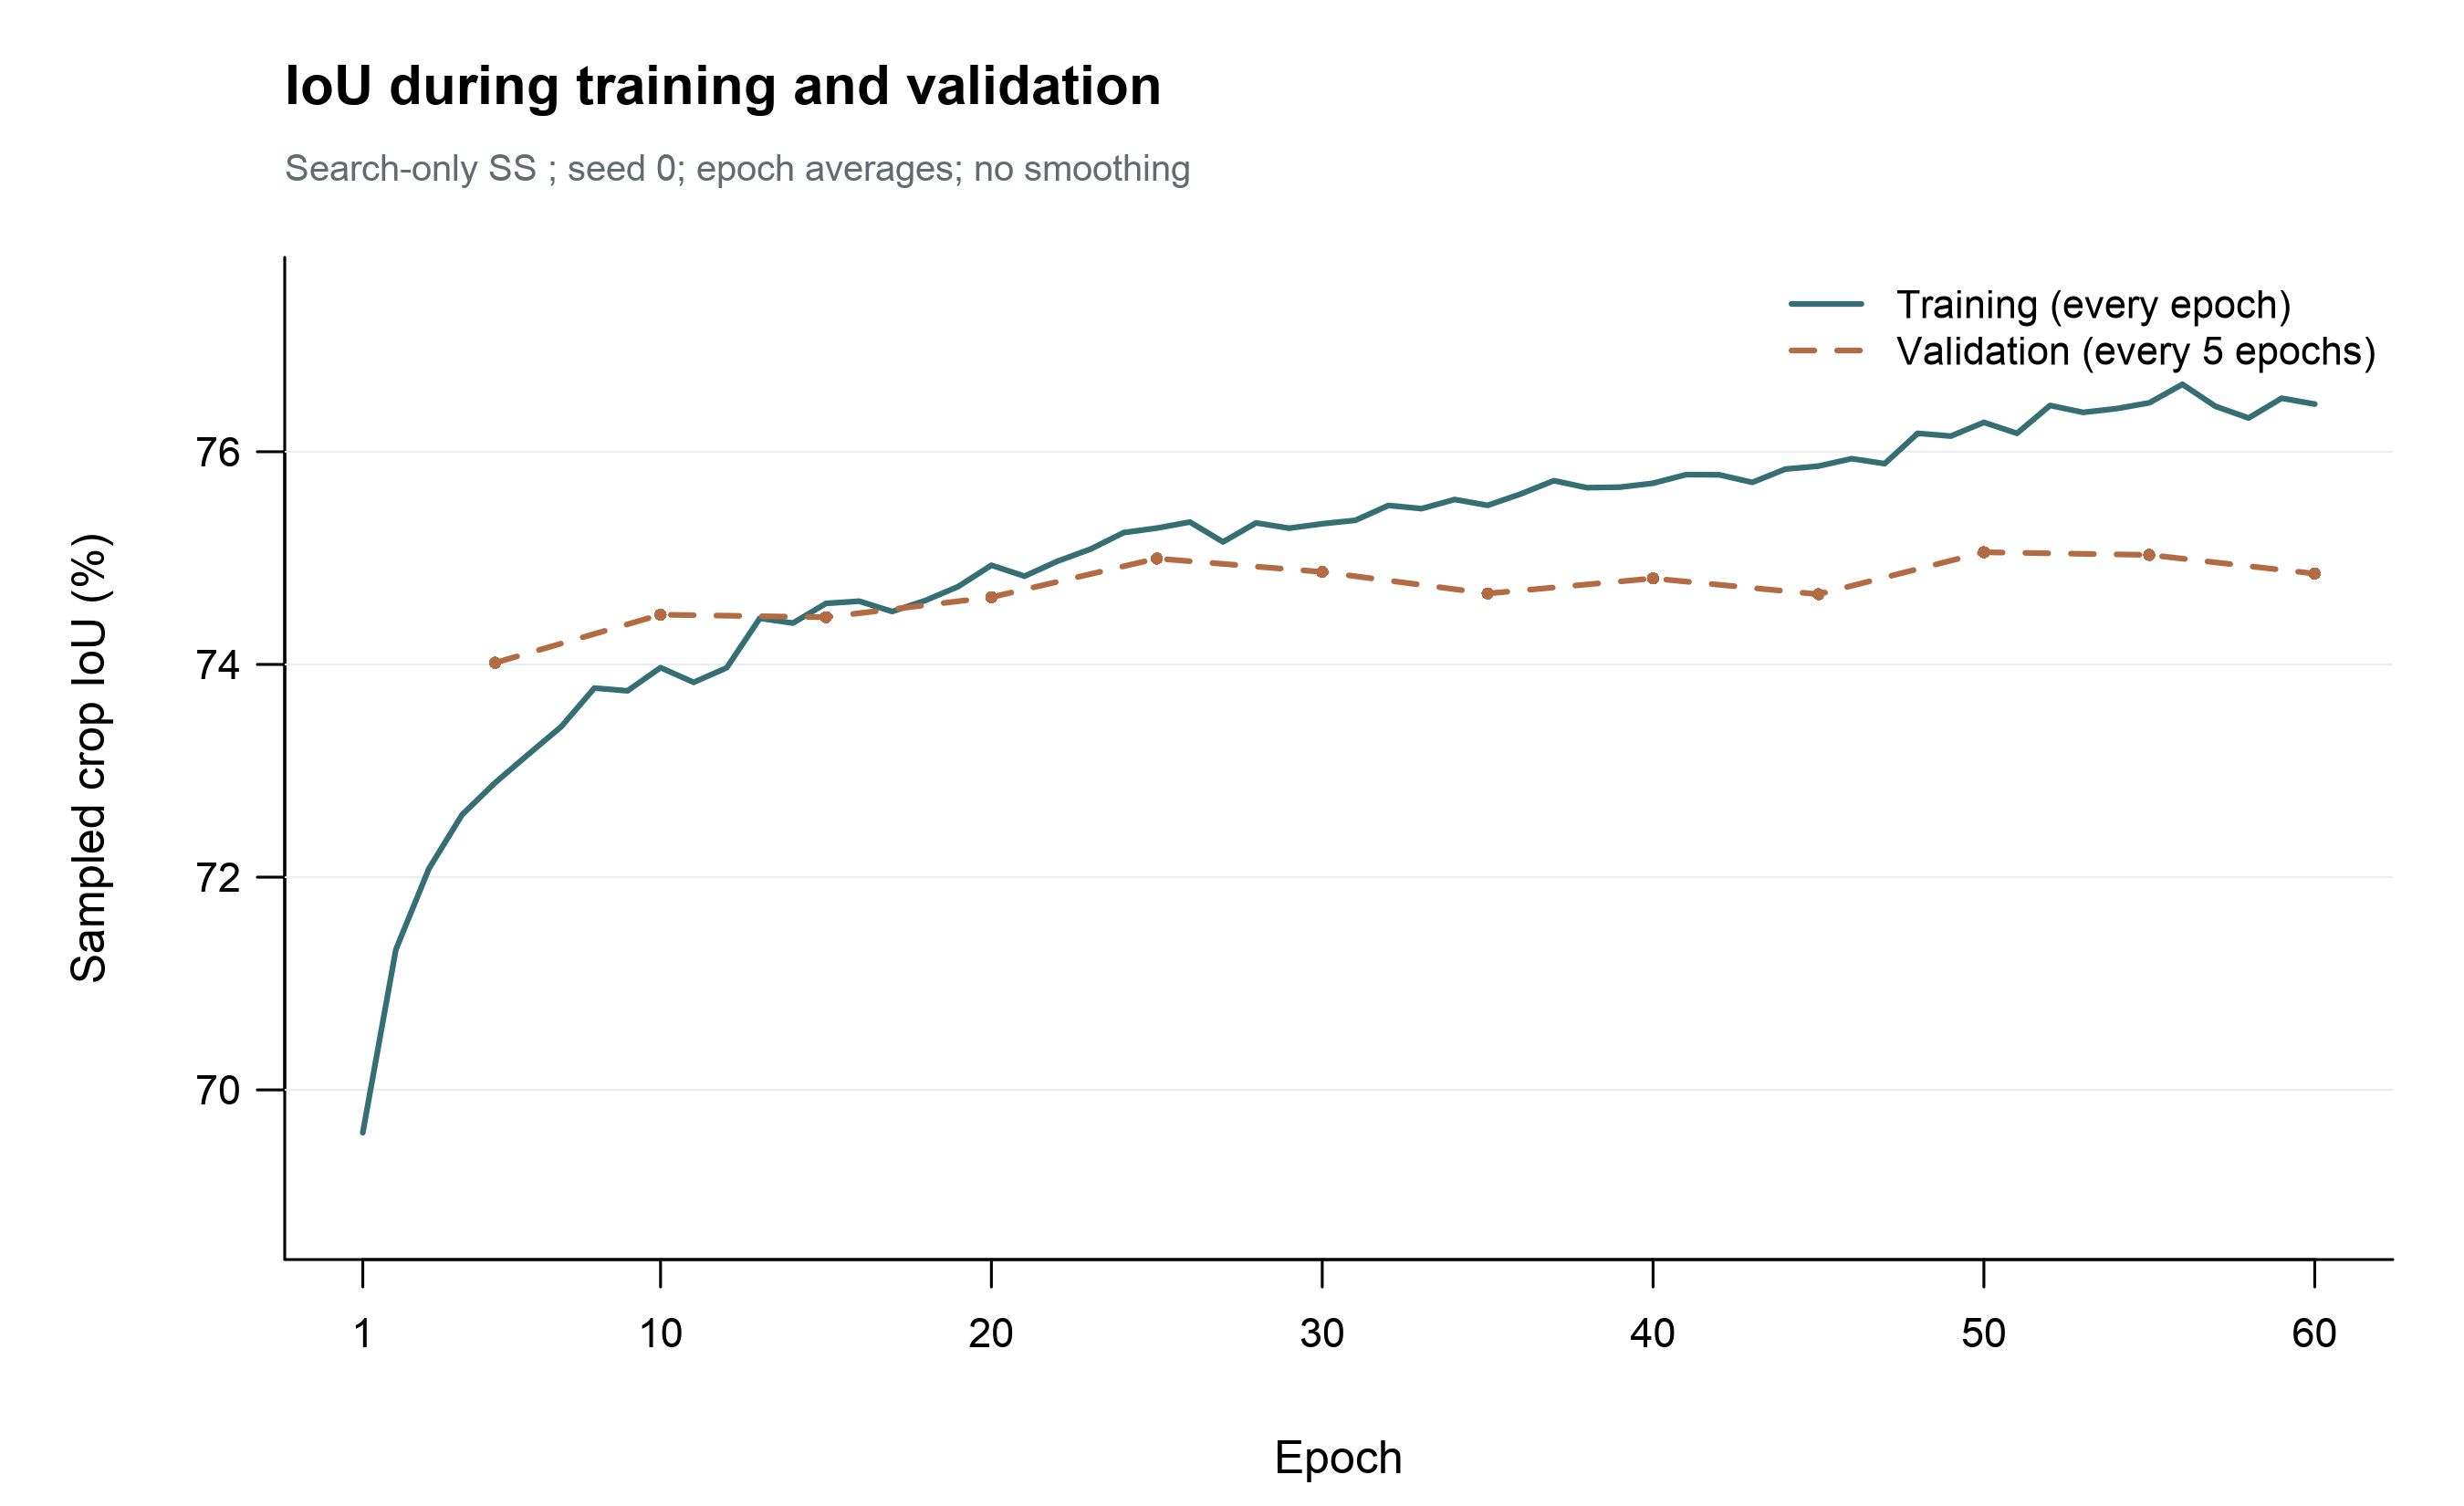 IoU during training and validation
Search-only SS ; seed 0; epoch averages; no smoothing
Training (every epoch)
Validation (every 5 epochs)
Sampled crop IoU (%)
76
74
72
70
1 10 20 30 40 50 60
Epoch